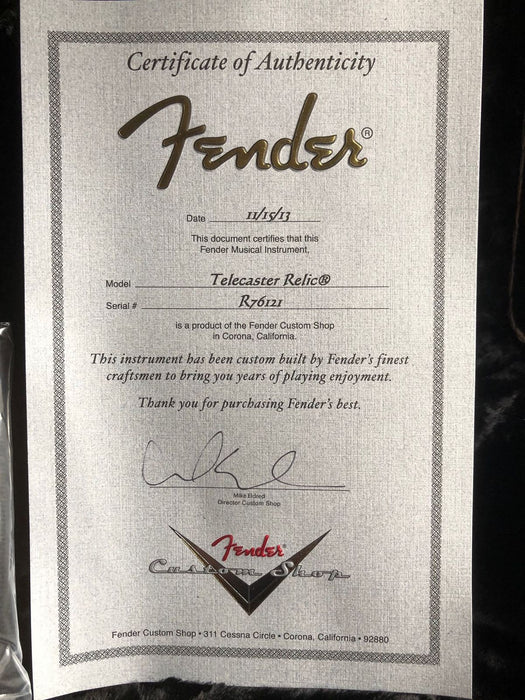 Certificate of Authenticity
Fender®
Date 11/15/13
This document certifies that this
Fender Musical Instrument,
Model Telecaster Relic®
Serial # R76121
is a product of the Fender Custom Shop
in Corona, California.
This instrument has been custom built by Fender's finest
craftsmen to bring you years of playing enjoyment.
Thank you for purchasing Fender's best.
Mike Eldred
Director Custom Shop
Fender®
Custom Shop
Fender Custom Shop • 311 Cessna Circle • Corona, California • 92880